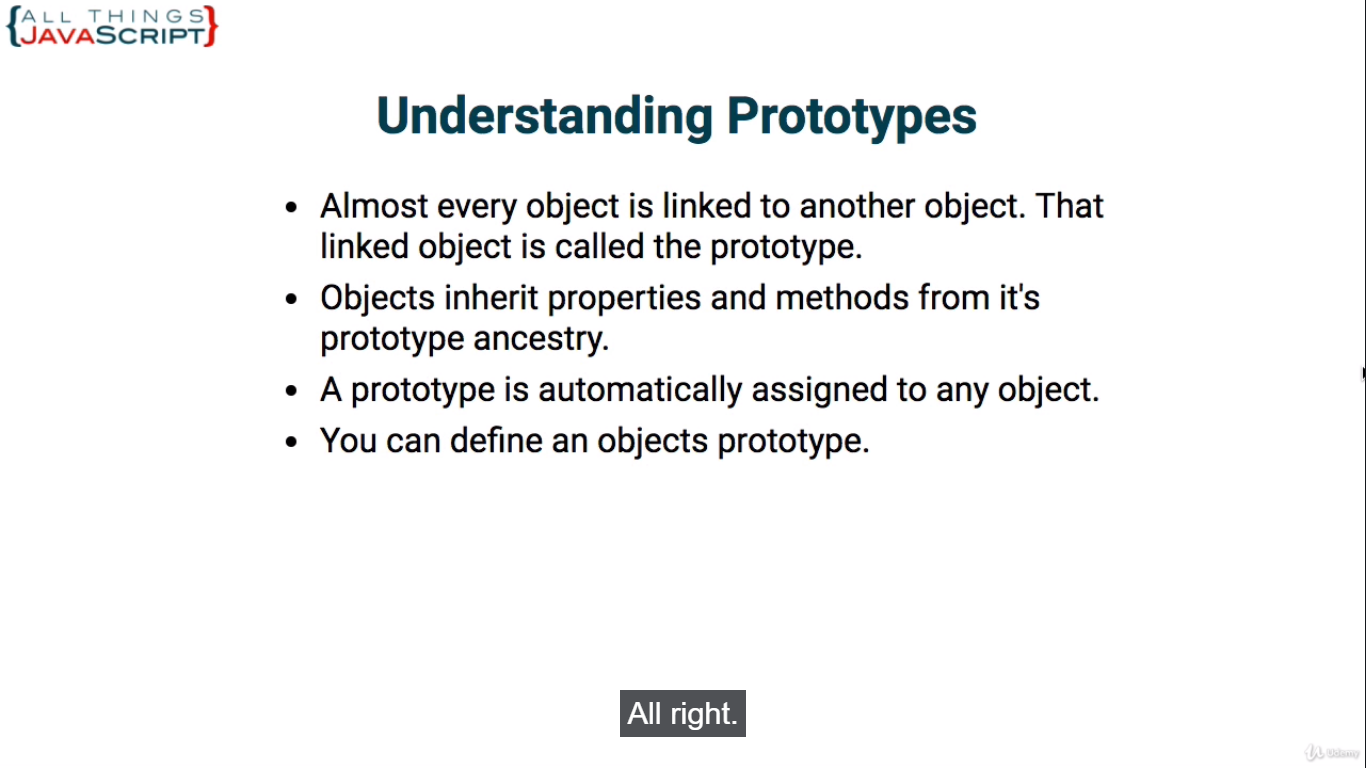 {ALL THINGS
JAVASCRIPT}
Understanding Prototypes
• Almost every object is linked to another object. That
linked object is called the prototype.
• Objects inherit properties and methods from it's
prototype ancestry.
• A prototype is automatically assigned to any object.
• You can define an objects prototype.
All right.
Udemy